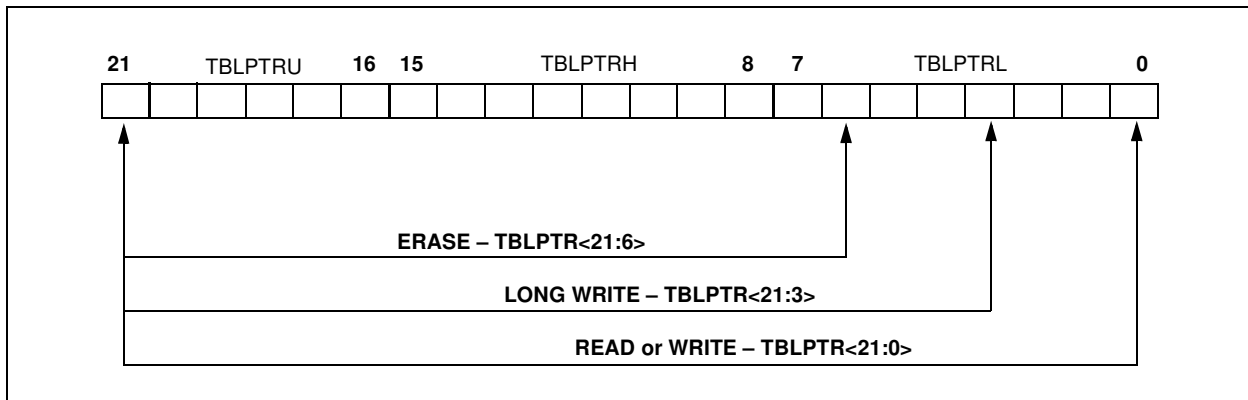 21 TBLPTRU 16 15 TBLPTRH 8 7 TBLPTRL 0
ERASE – TBLPTR<21:6>
LONG WRITE – TBLPTR<21:3>
READ or WRITE – TBLPTR<21:0>